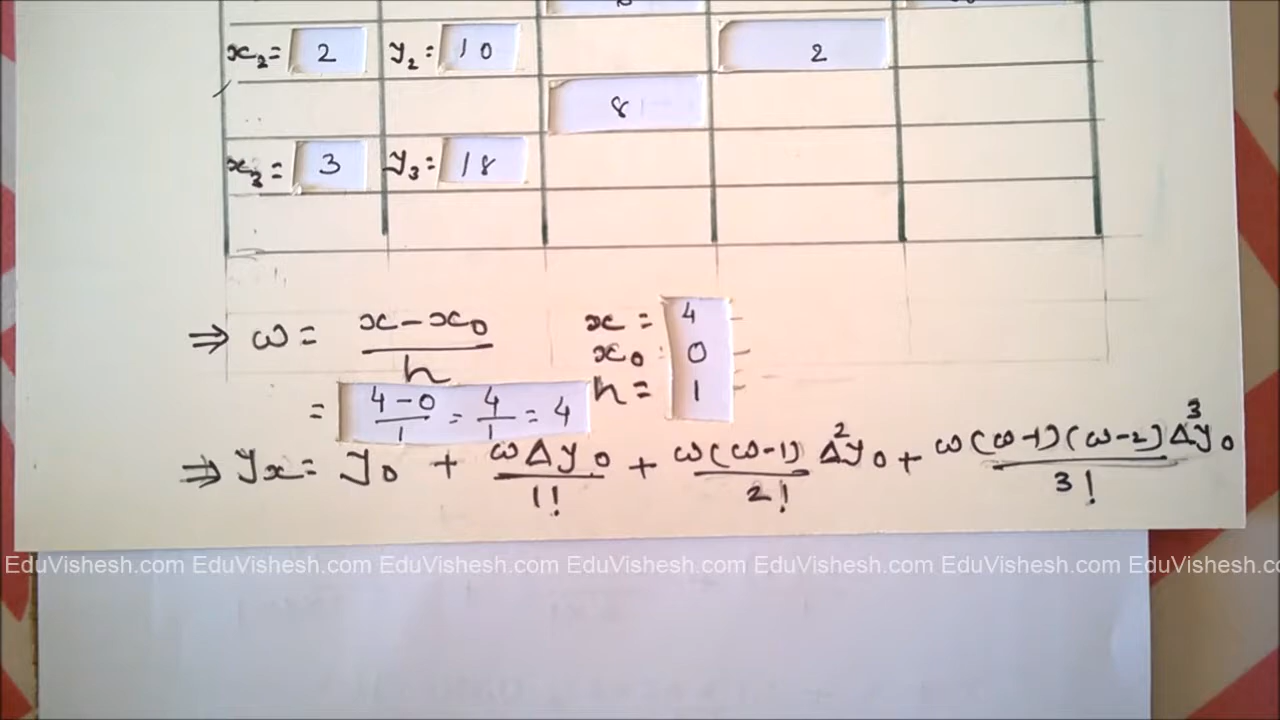 x₂= 2 y₂= 10 2
8
x₃= 3 y₃= 18
⇒ ω= x-x₀/h x= 4
x₀ 0
h= 1
= 4-0/1 = 4/1 = 4
⇒ yx= y₀ + ωΔy₀/1! + ω(ω-1)/2! Δ²y₀ + ω(ω-1)(ω-2)Δ³y₀/3!
EduVishesh.com EduVishesh.com EduVishesh.com EduVishesh.com EduVishesh.com EduVishesh.com EduVishesh.c